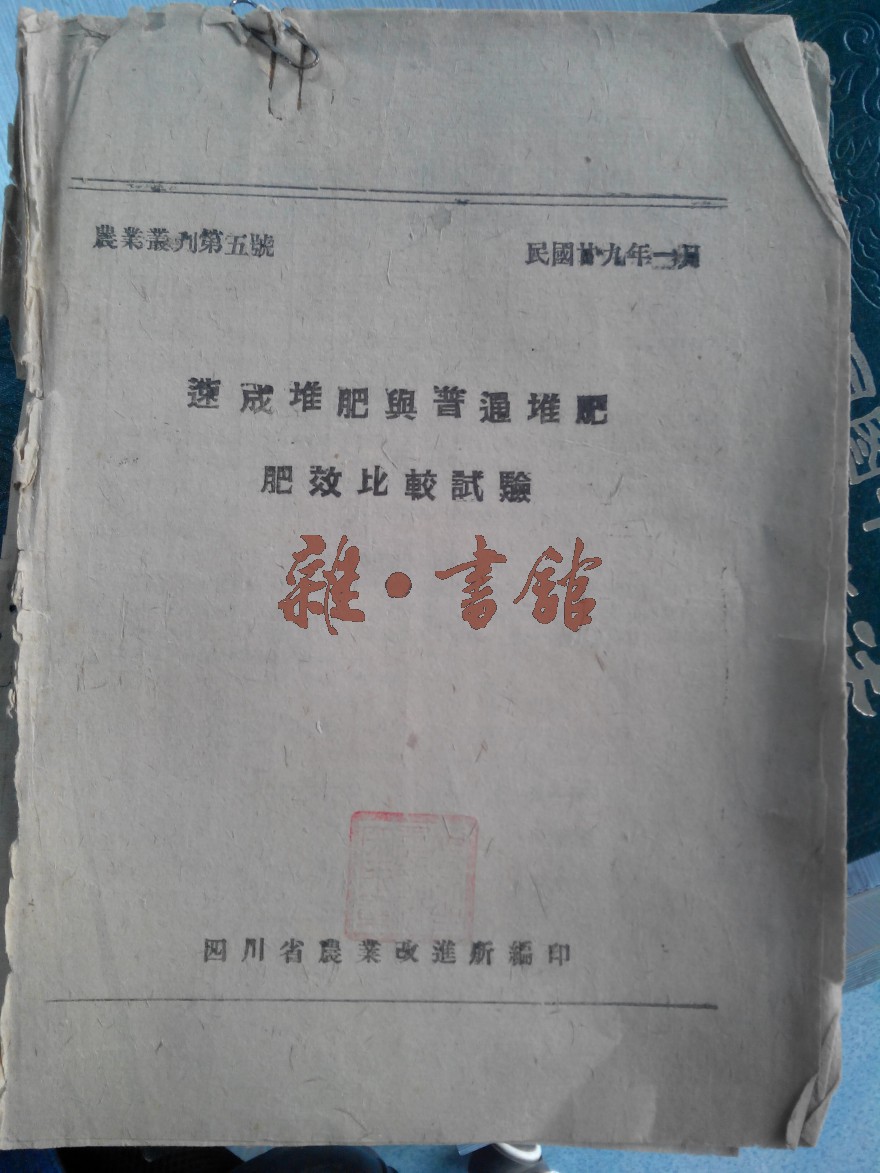 農業叢刋第五號
民國廿九年一月
速成堆肥與普通堆肥
肥效比較試驗
雜·書館
四川省農業改進所編印